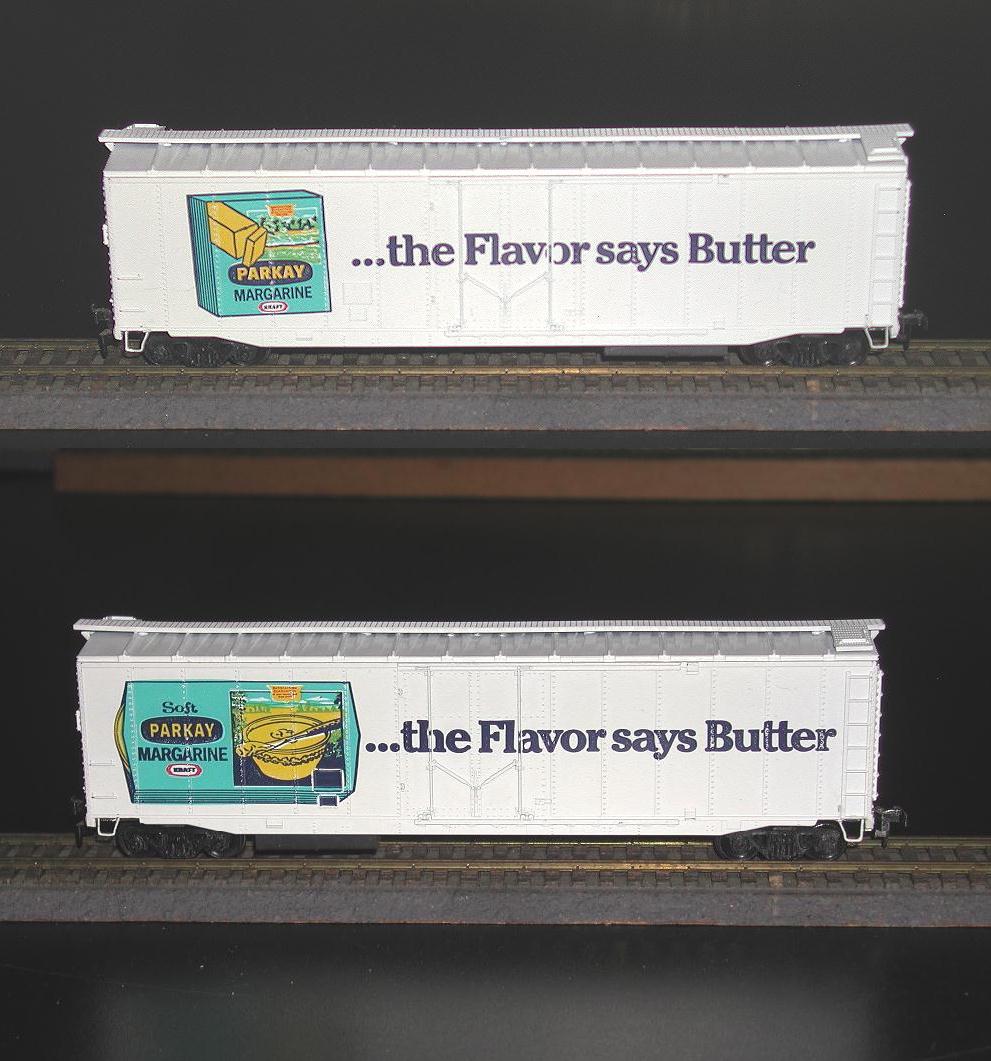 PARKAY
MARGARINE
KRAFT
...the Flavor says Butter
Soft
PARKAY
MARGARINE
KRAFT
...the Flavor says Butter